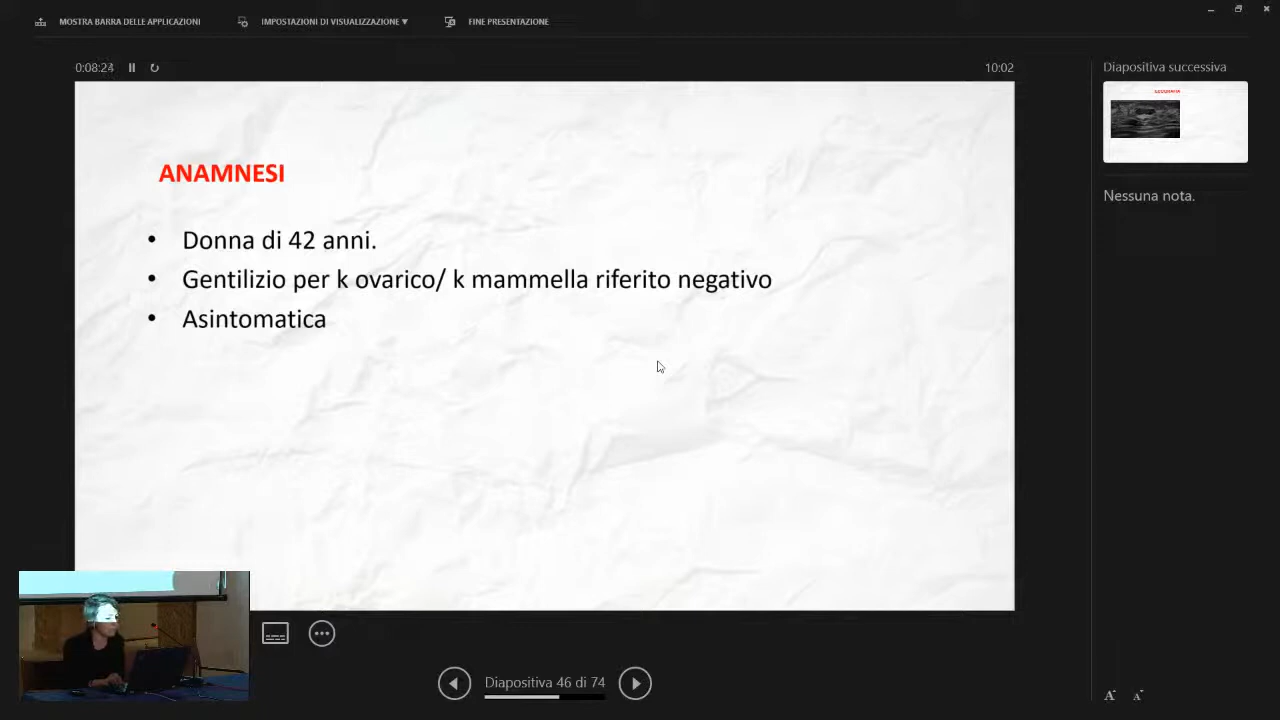 MOSTRA BARRA DELLE APPLICAZIONI
IMPOSTAZIONI DI VISUALIZZAZIONE ▼
FINE PRESENTAZIONE
0:08:24
10:02
Diapositiva successiva
ECOGRAFIA
Nessuna nota.
ANAMNESI
• Donna di 42 anni.
• Gentilizio per k ovarico/ k mammella riferito negativo
• Asintomatica
Diapositiva 46 di 74
A A